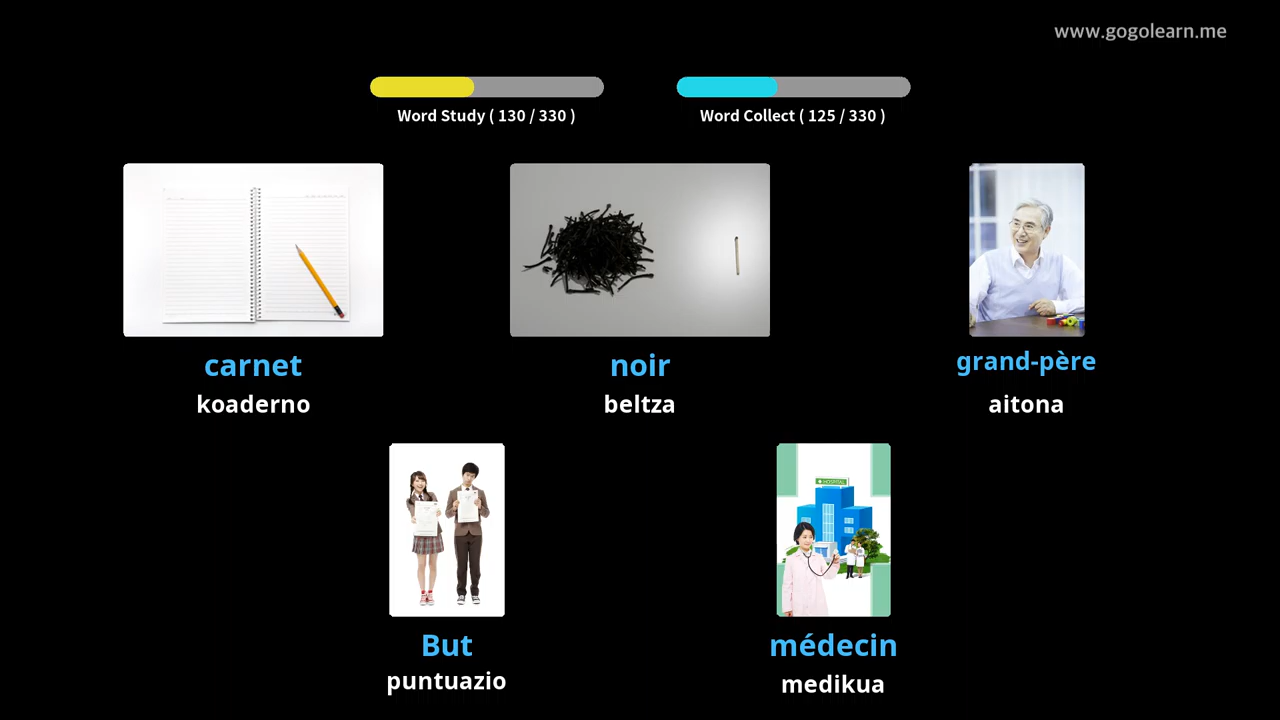 www.gogolearn.me
Word Study ( 130 / 330 )
Word Collect ( 125 / 330 )
carnet
koaderno
noir
beltza
grand-père
aitona
HOSPITAL
But
puntuazio
médecin
medikua